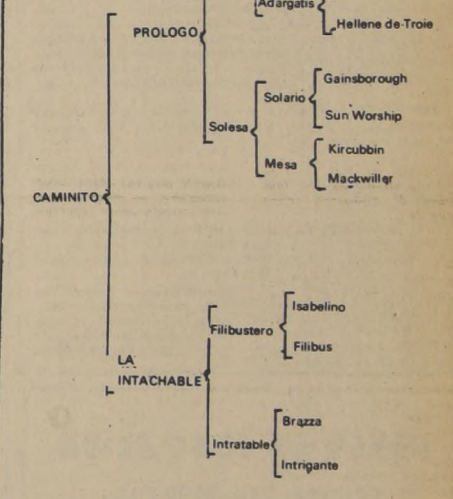 Adargatis
Hellene de Troie
PROLOGO
Gainsborough
Solario
Sun Worship
Solesa
Kircubbin
Mesa
Mackwiller
CAMINITO
Isabelino
Filibustero
Filibus
LA
INTACHABLE
Brazza
Intratable
Intrigante